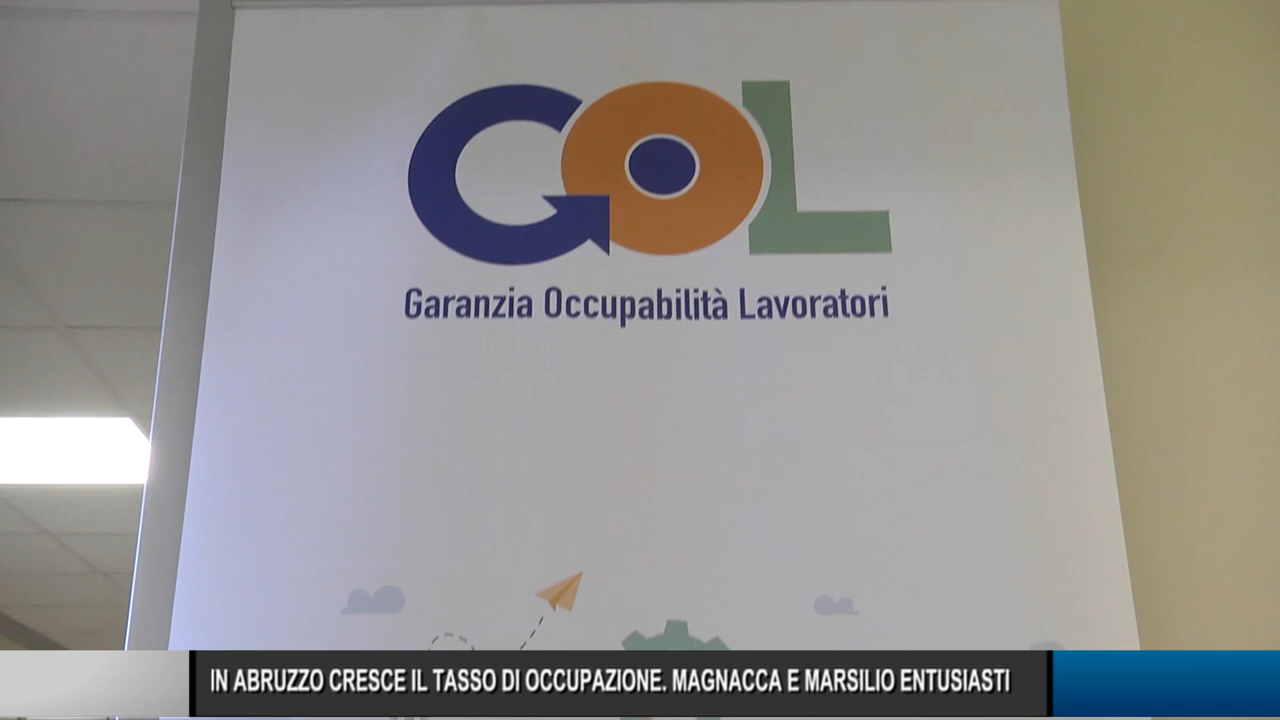 GOL
Garanzia Occupabilità Lavoratori
IN ABRUZZO CRESCE IL TASSO DI OCCUPAZIONE. MAGNACCA E MARSILIO ENTUSIASTI